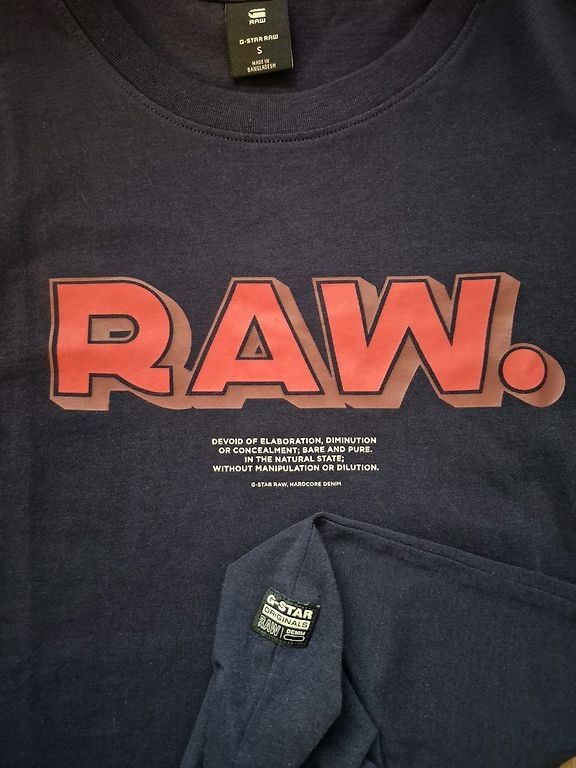 RAW
G-STAR RAW
S
MADE IN
BANGLADESH
RAW.
DEVOID OF ELABORATION, DIMINUTION
OR CONCEALMENT; BARE AND PURE.
IN THE NATURAL STATE;
WITHOUT MANIPULATION OR DILUTION.
G-STAR RAW, HARDCORE DENIM
G-STAR
ORIGINALS
RAW DENIM